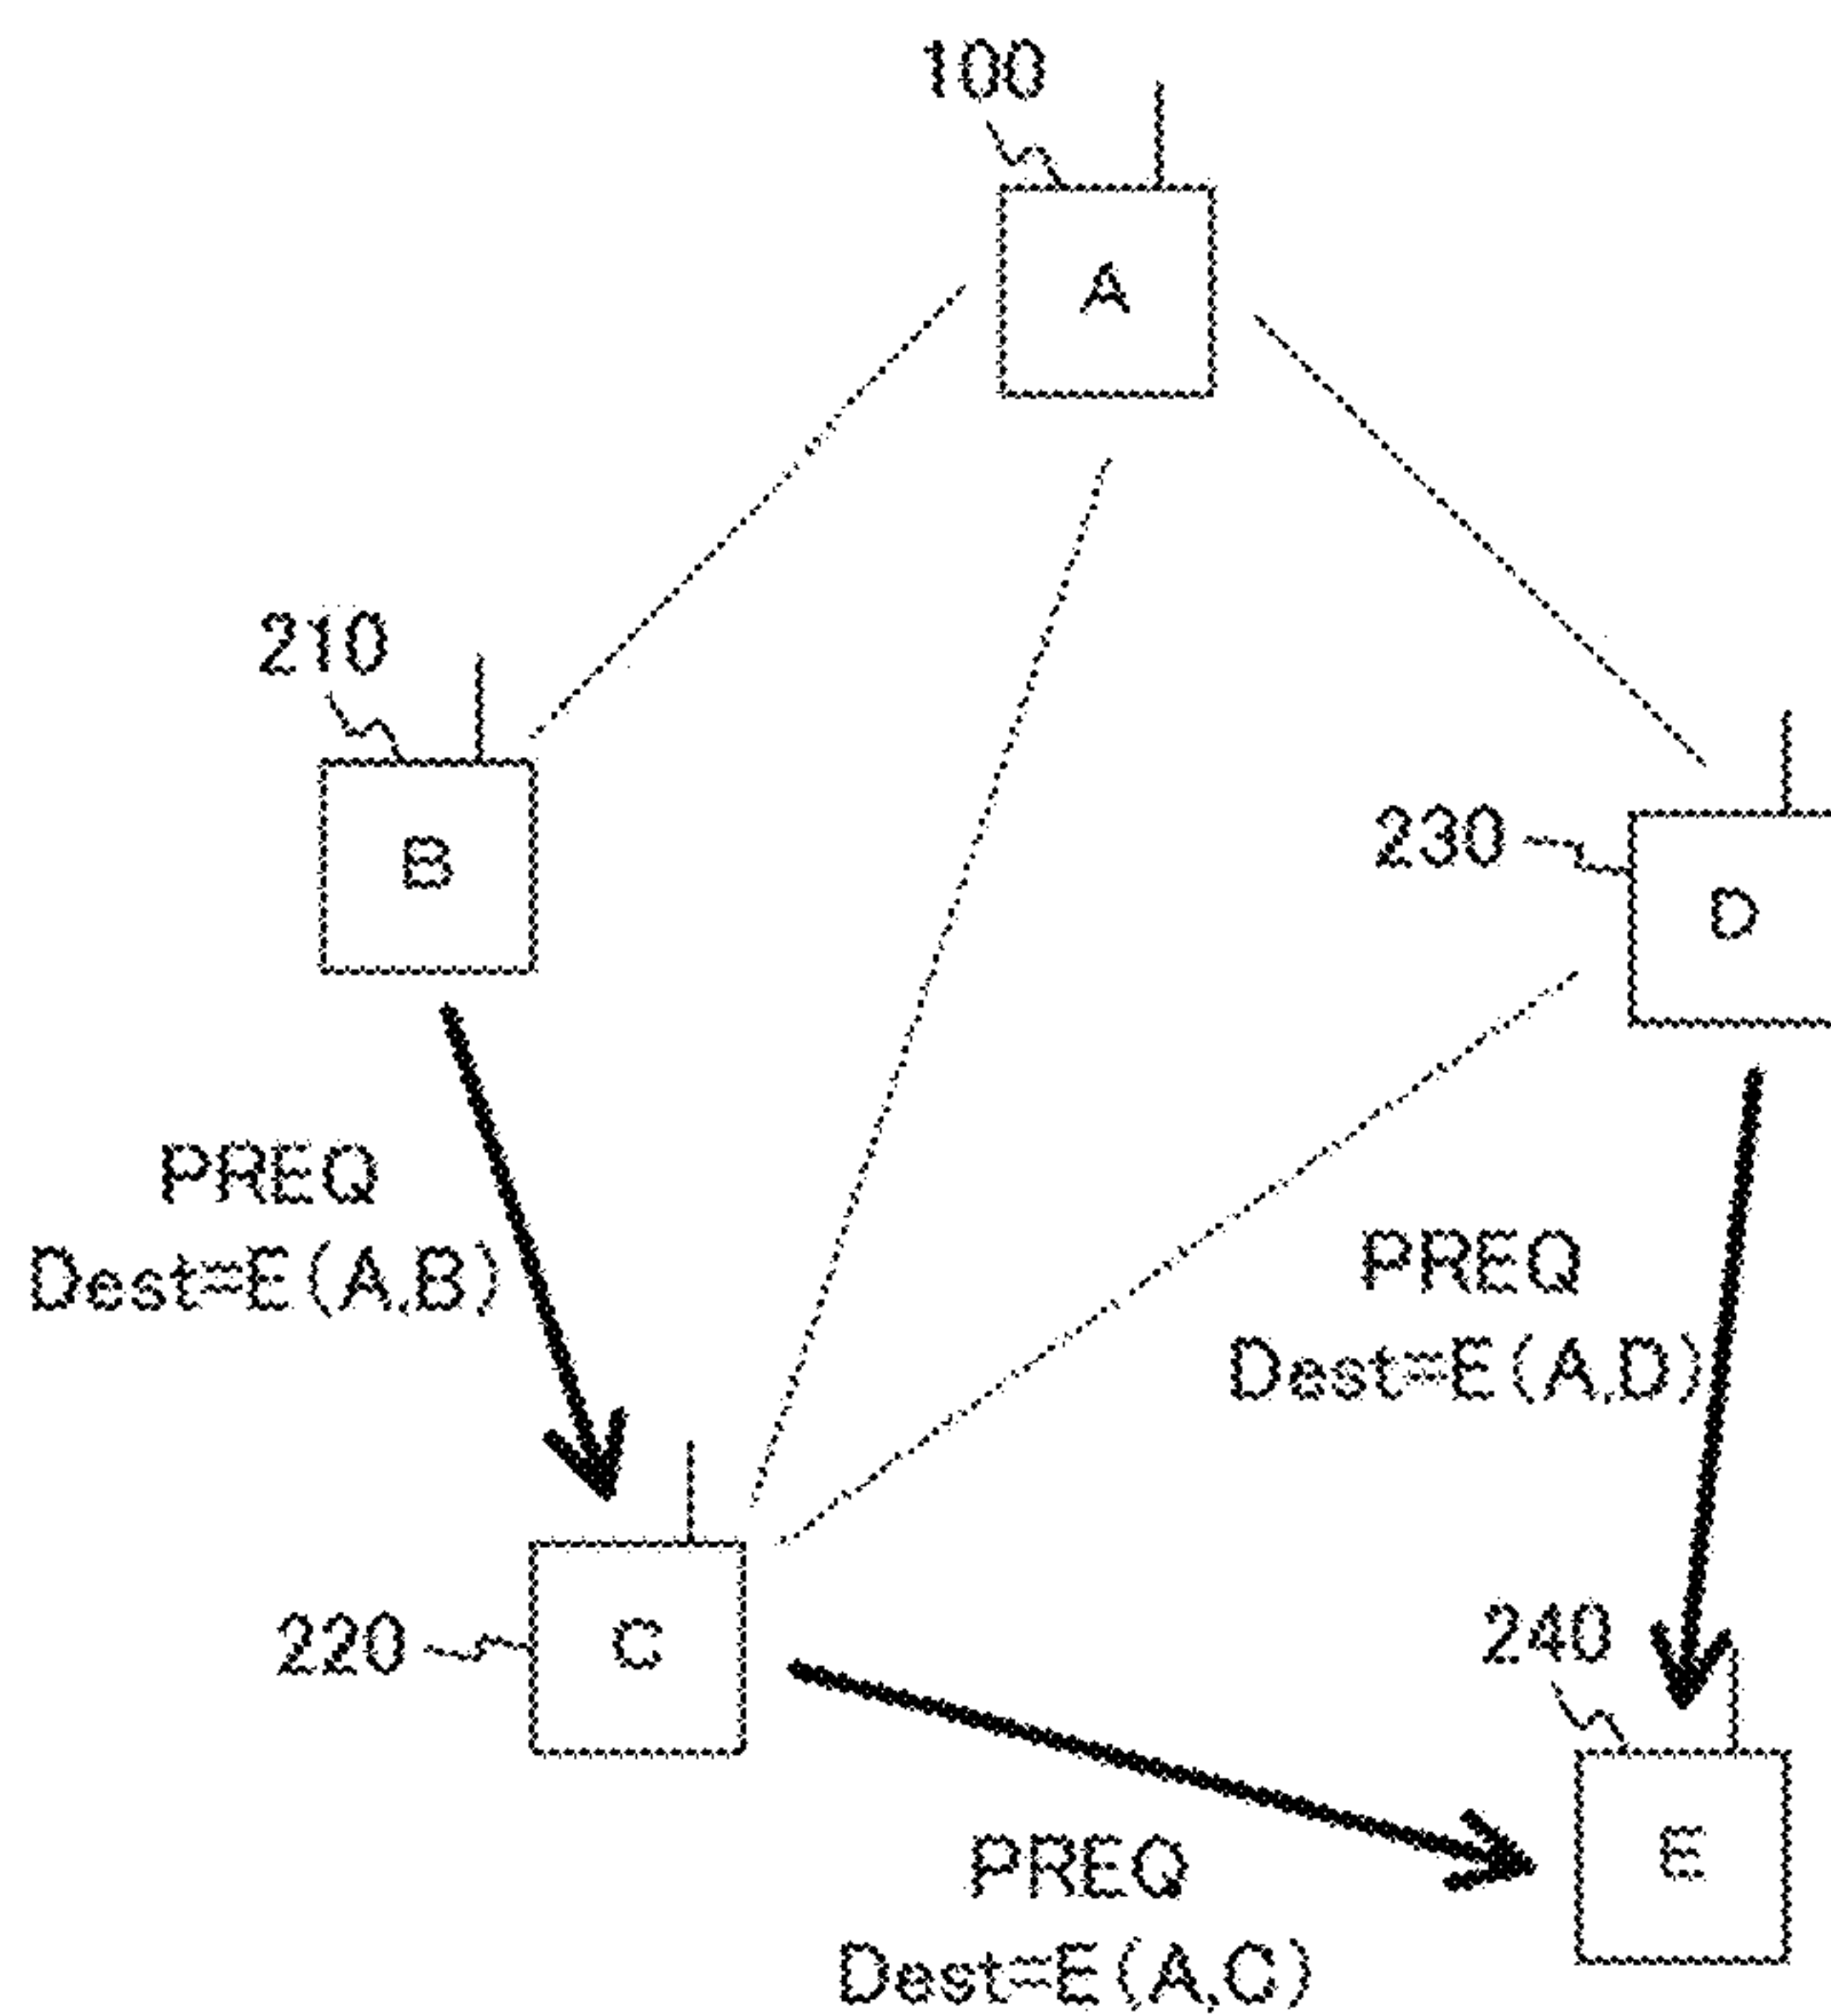 100
A
210
B
230
D
PREQ
Dest=E(A,B)
PREQ
Dest=E(A,D)
220
C
240
E
PREQ
Dest=E(A,C)